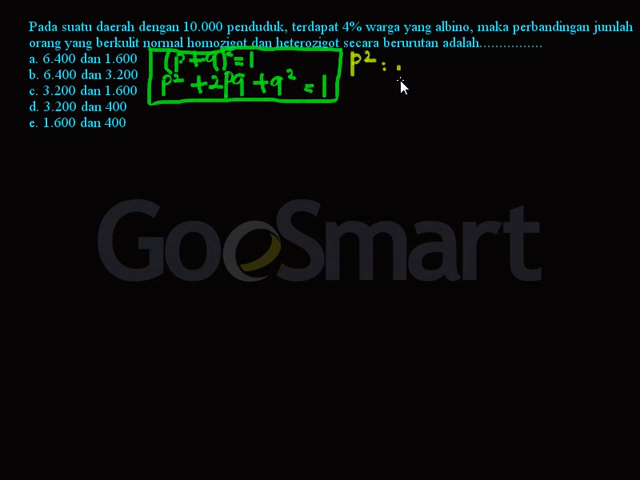 Pada suatu daerah dengan 10.000 penduduk, terdapat 4% warga yang albino, maka perbandingan jumlah
orang yang berkulit normal homozigot dan heterozigot secara berurutan adalah................
a. 6.400 dan 1.600
b. 6.400 dan 3.200
c. 3.200 dan 1.600
d. 3.200 dan 400
e. 1.600 dan 400
(p+q)²=1
p²+2pq+q²=1
p² :
GoeSmart